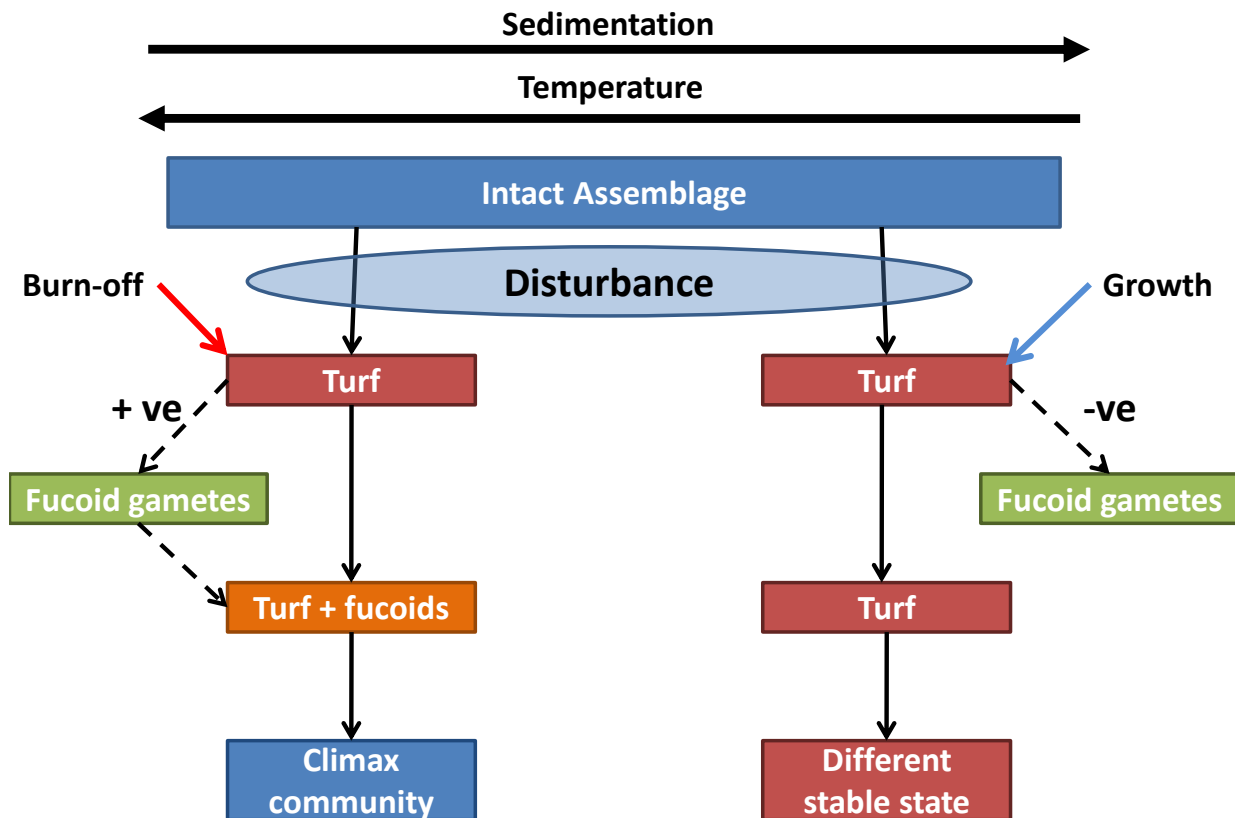 Sedimentation
Temperature
Intact Assemblage
Disturbance
Burn-off
Growth
Turf
Turf
+ ve
-ve
Fucoid gametes
Fucoid gametes
Turf + fucoids
Turf
Climax
community
Different
stable state